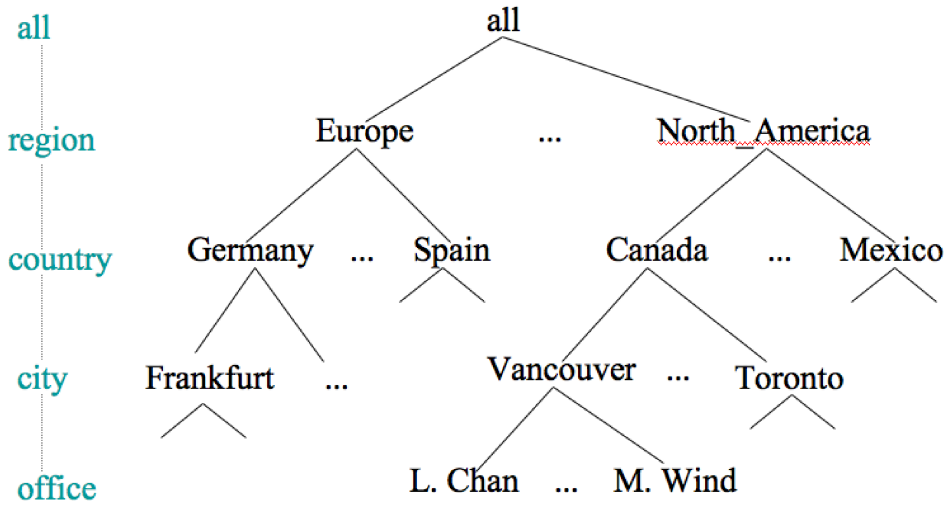 all all
region Europe ... North_America
country Germany ... Spain Canada ... Mexico
city Frankfurt ... Vancouver ... Toronto
office L. Chan ... M. Wind